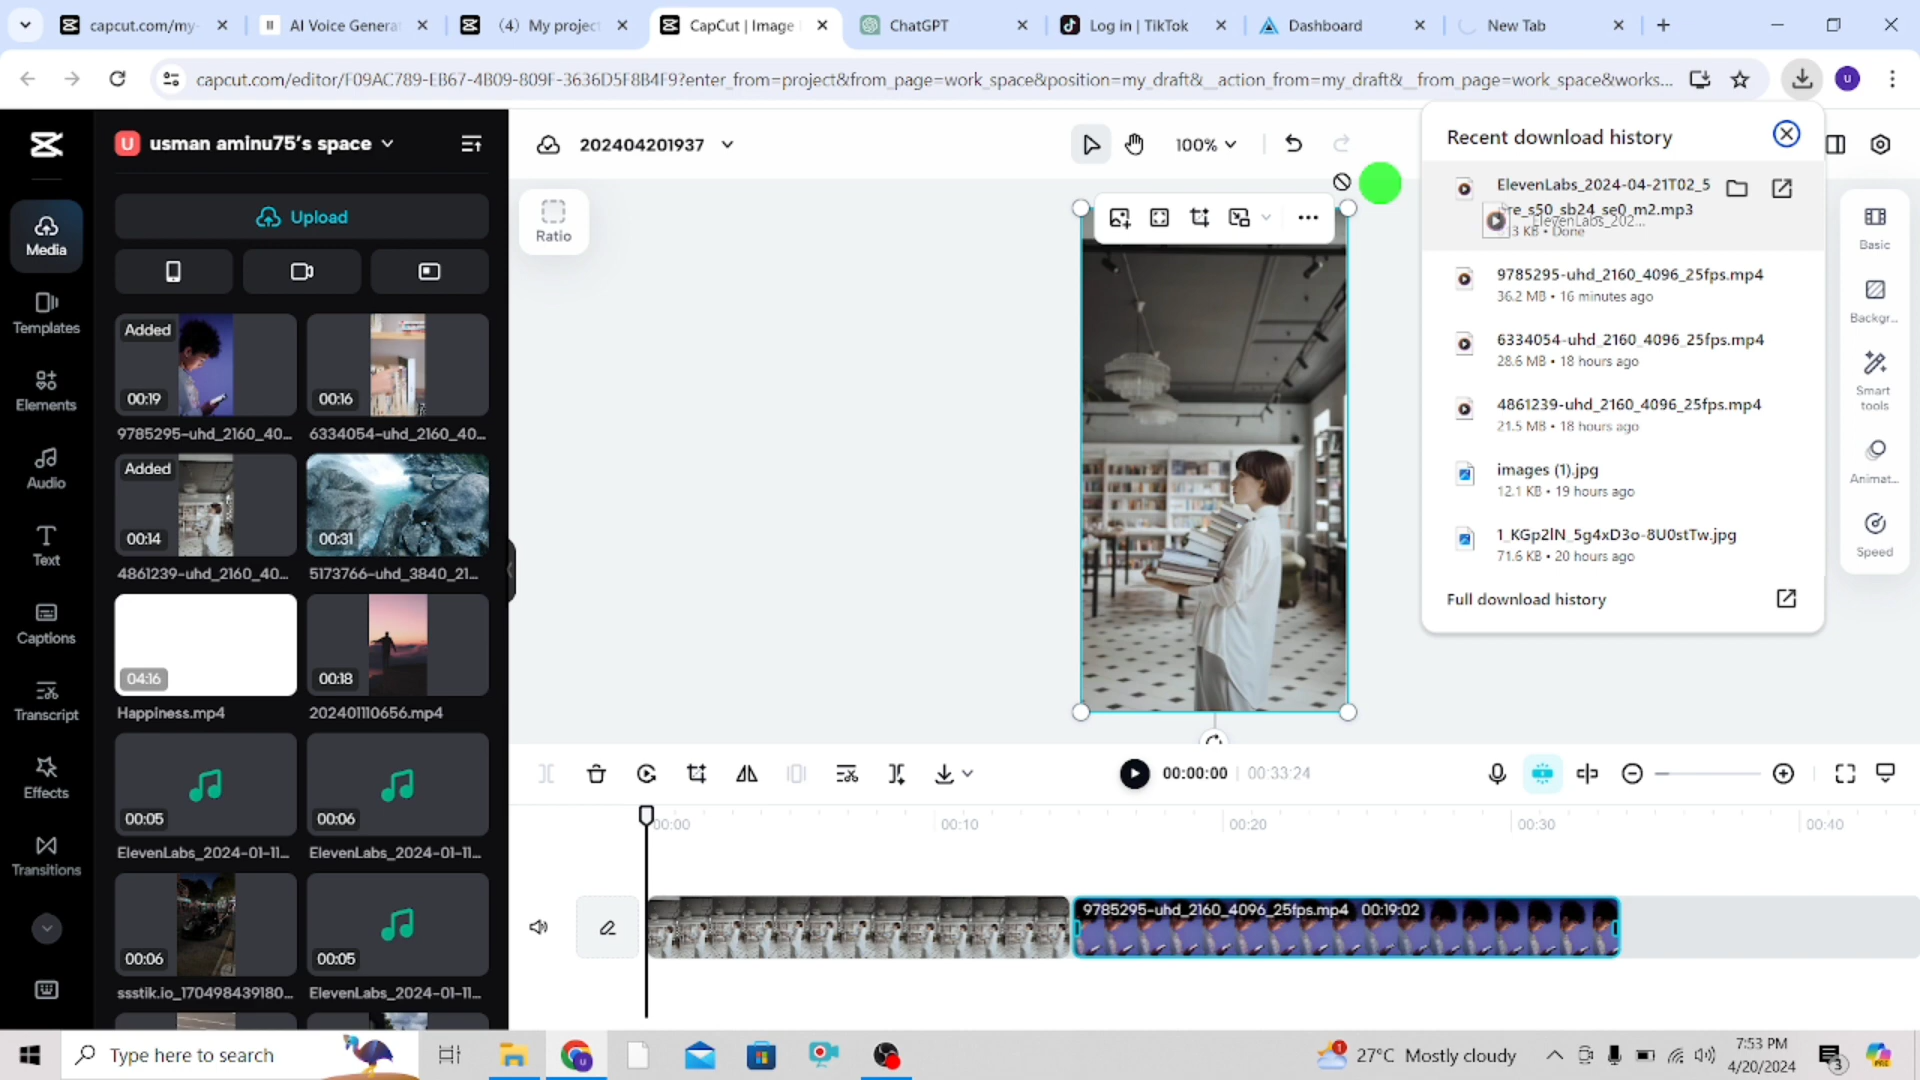 capcut.com/my-
AI Voice Genera
(4) My projec
CapCut | Image
ChatGPT
Log in | TikTok
Dashboard
New Tab
capcut.com/editor/F09AC789-EB67-4B09-809F-3636D5F8B4F9?enter_from=project&from_page=work_space&position=my_draft&__action_from=my_draft&__from_page=work_space&works...
U
U
usman aminu75's space
202404201937
100%
Recent download history
ElevenLabs_2024-04-21T02_5
re_s50_sb24_se0_m2.mp3
ElevenLabs_202...
3 KB • Done
9785295-uhd_2160_4096_25fps.mp4
36.2 MB • 16 minutes ago
6334054-uhd_2160_4096_25fps.mp4
28.6 MB • 18 hours ago
4861239-uhd_2160_4096_25fps.mp4
21.5 MB • 18 hours ago
images (1).jpg
12.1 KB • 19 hours ago
1_KGp2lN_5g4xD3o-8U0stTw.jpg
71.6 KB • 20 hours ago
Full download history
Media
Templates
Elements
Audio
Text
Captions
Transcript
Effects
Transitions
Upload
Added
00:19
00:16
9785295-uhd_2160_40...
6334054-uhd_2160_40...
Added
00:14
00:31
4861239-uhd_2160_40...
5173766-uhd_3840_21...
04:16
00:18
Happiness.mp4
202401110656.mp4
00:05
00:06
ElevenLabs_2024-01-11...
ElevenLabs_2024-01-11...
00:06
00:05
ssstik.io_170498439180...
ElevenLabs_2024-01-11...
Ratio
Basic
Backgr...
Smart
tools
Animat...
Speed
00:00:00 | 00:33:24
00:00
00:10
00:20
00:30
00:40
9785295-uhd_2160_4096_25fps.mp4 00:19:02
Type here to search
27°C Mostly cloudy
7:53 PM
4/20/2024
3